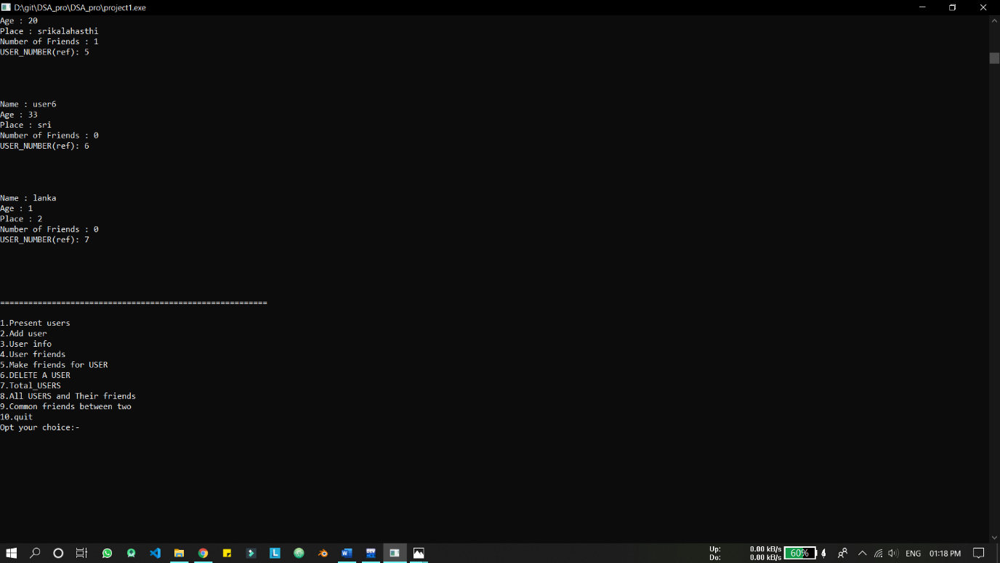 D:\git\DSA_pro\DSA_pro\project1.exe
Age : 20
Place : srikalahasthi
Number of Friends : 1
USER_NUMBER(ref): 5
Name : user6
Age : 33
Place : sri
Number of Friends : 0
USER_NUMBER(ref): 6
Name : lanka
Age : 1
Place : 2
Number of Friends : 0
USER_NUMBER(ref): 7
=========================================================
1.Present users
2.Add user
3.User info
4.User friends
5.Make friends for USER
6.DELETE A USER
7.Total_USERS
8.All USERS and Their friends
9.Common friends between two
10.quit
Opt your choice:-
Up: 0.00 kB/s
Do: 0.00 kB/s
60%
ENG
01:18 PM